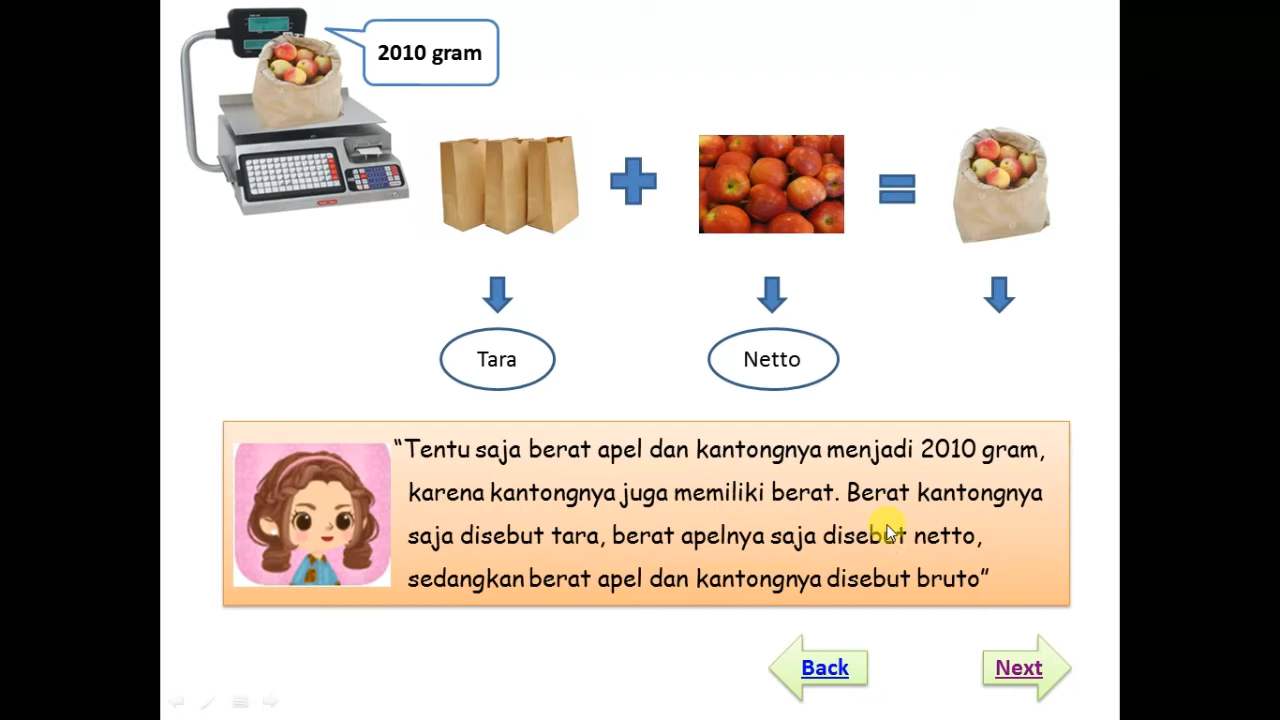 2010 gram
Tara
Netto
“Tentu saja berat apel dan kantongnya menjadi 2010 gram,
karena kantongnya juga memiliki berat. Berat kantongnya
saja disebut tara, berat apelnya saja disebut netto,
sedangkan berat apel dan kantongnya disebut bruto”
Back
Next